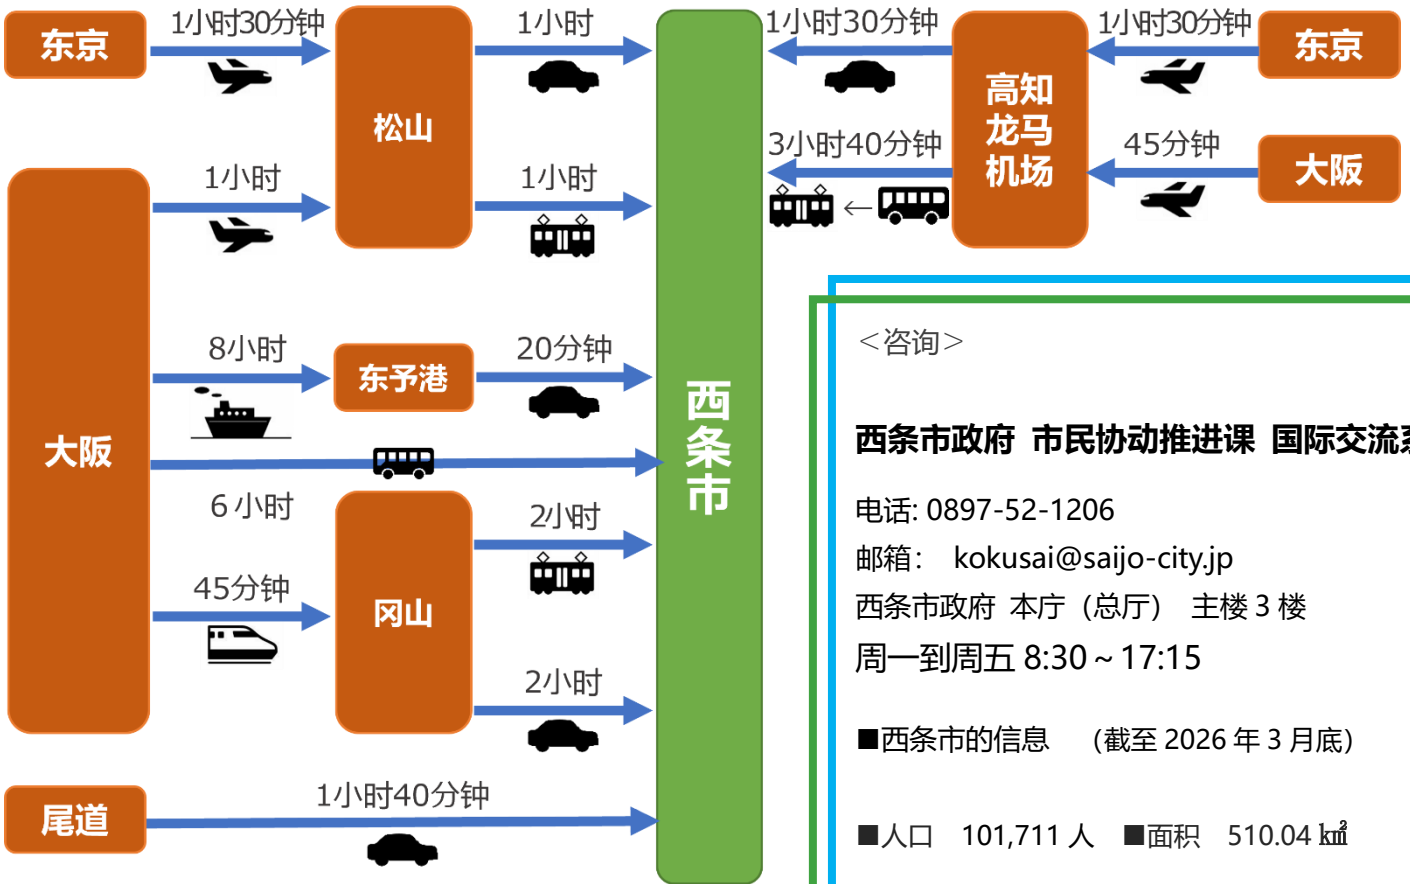 东京
1小时30分钟
松山
1小时
1小时30分钟
高知
龙马
机场
1小时30分钟
东京
大阪
1小时
1小时
3小时40分钟
←
45分钟
大阪
8小时
东予港
20分钟
西条市
6 小时
冈山
2小时
45分钟
2小时
尾道
1小时40分钟
＜咨询＞
西条市政府 市民协动推进课 国际交流系
电话: 0897-52-1206
邮箱： kokusai@saijo-city.jp
西条市政府 本庁（总厅） 主楼 3 楼
周一到周五 8:30～17:15
■西条市的信息 （截至 2026 年 3 月底）
■人口 101,711 人 ■面积 510.04 ㎢